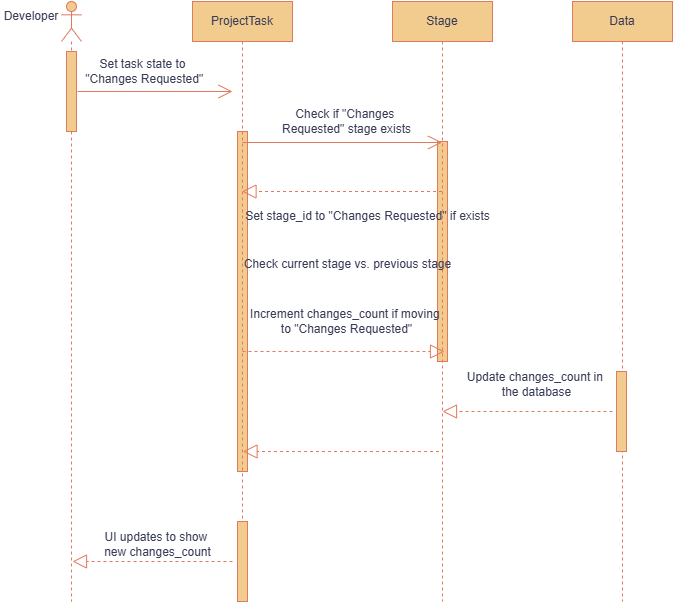 Developer
ProjectTask
Stage
Data
Set task state to
"Changes Requested"
Check if "Changes
Requested" stage exists
Set stage_id to "Changes Requested" if exists
Check current stage vs. previous stage
Increment changes_count if moving
to "Changes Requested"
Update changes_count in
the database
UI updates to show
new changes_count